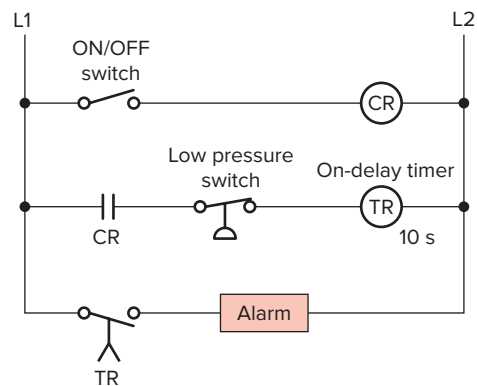 L1
L2
ON/OFF
switch
CR
Low pressure
switch
On-delay timer
CR
TR
10 s
Alarm
TR